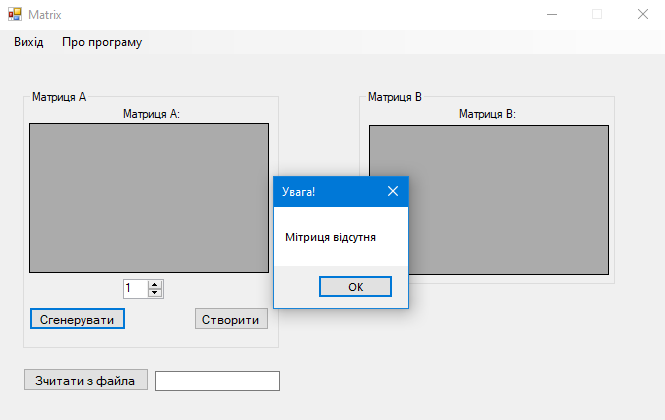 Matrix
Вихід Про програму
Матриця А
Матриця А:
Матриця В
Матриця В:
Увага!
Мітриця відсутня
ОК
1
Сгенерувати
Створити
Зчитати з файла